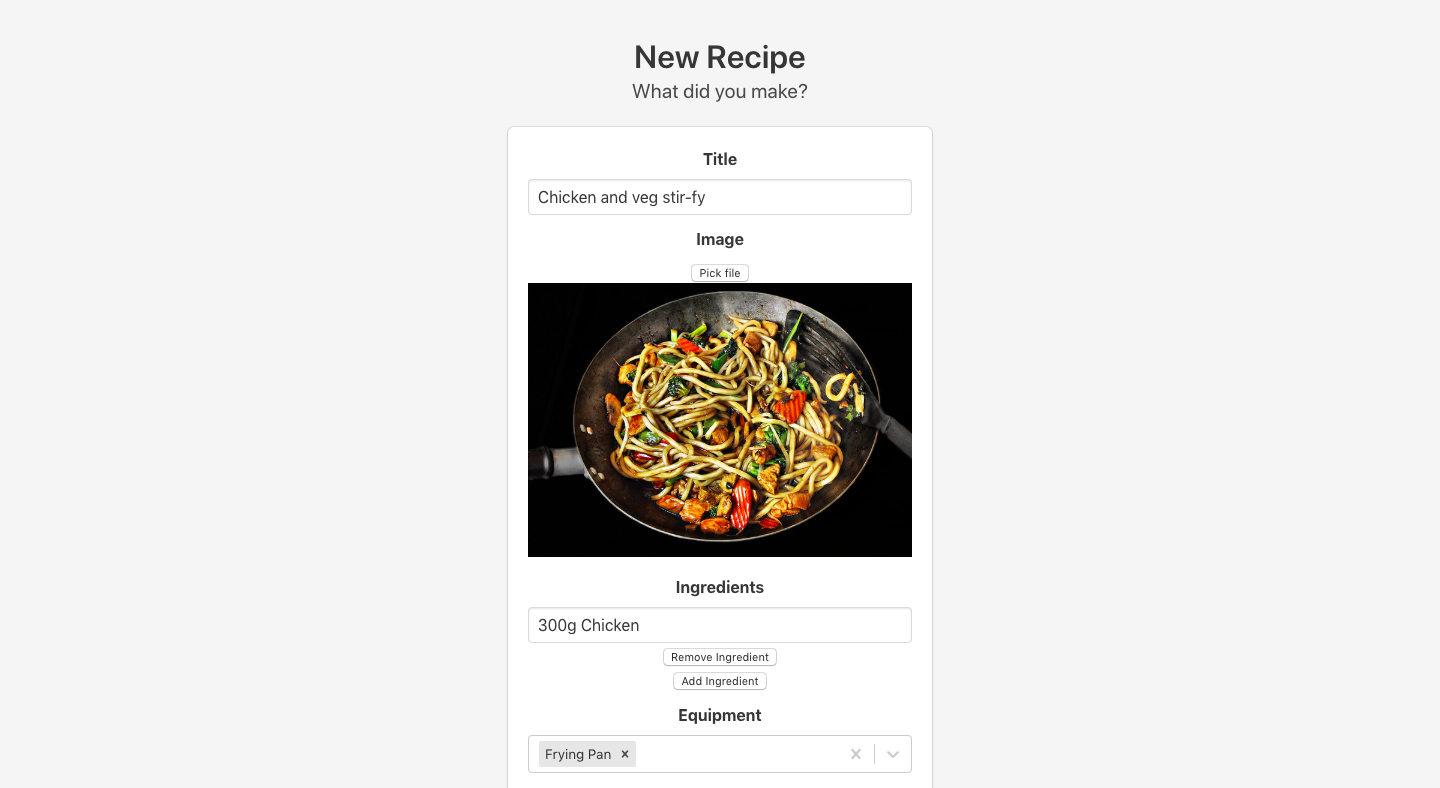 New Recipe
What did you make?
Title
Chicken and veg stir-fy
Image
Pick file
Ingredients
300g Chicken
Remove Ingredient
Add Ingredient
Equipment
Frying Pan